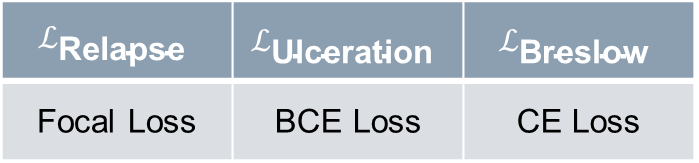 ℒRelapse ℒUlceration ℒBreslow
Focal Loss BCE Loss CE Loss